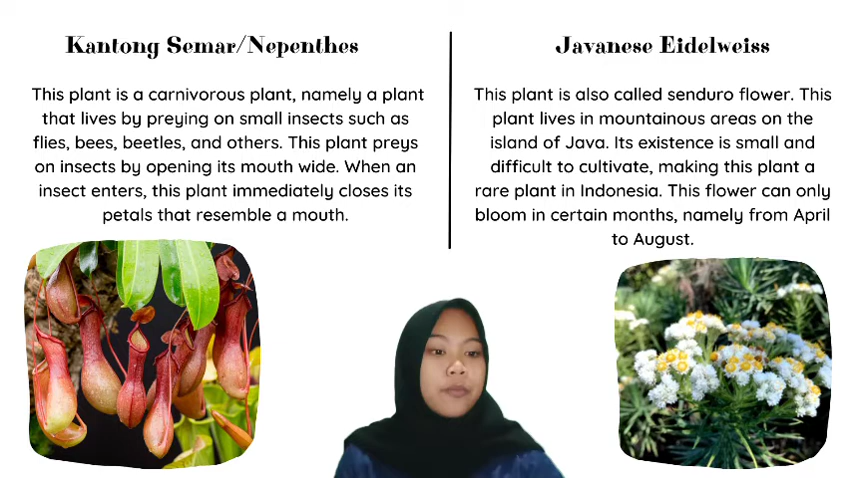 Kantong Semar/Nepenthes
This plant is a carnivorous plant, namely a plant
that lives by preying on small insects such as
flies, bees, beetles, and others. This plant preys
on insects by opening its mouth wide. When an
insect enters, this plant immediately closes its
petals that resemble a mouth.
Javanese Eidelweiss
This plant is also called senduro flower. This
plant lives in mountainous areas on the
island of Java. Its existence is small and
difficult to cultivate, making this plant a
rare plant in Indonesia. This flower can only
bloom in certain months, namely from April
to August.